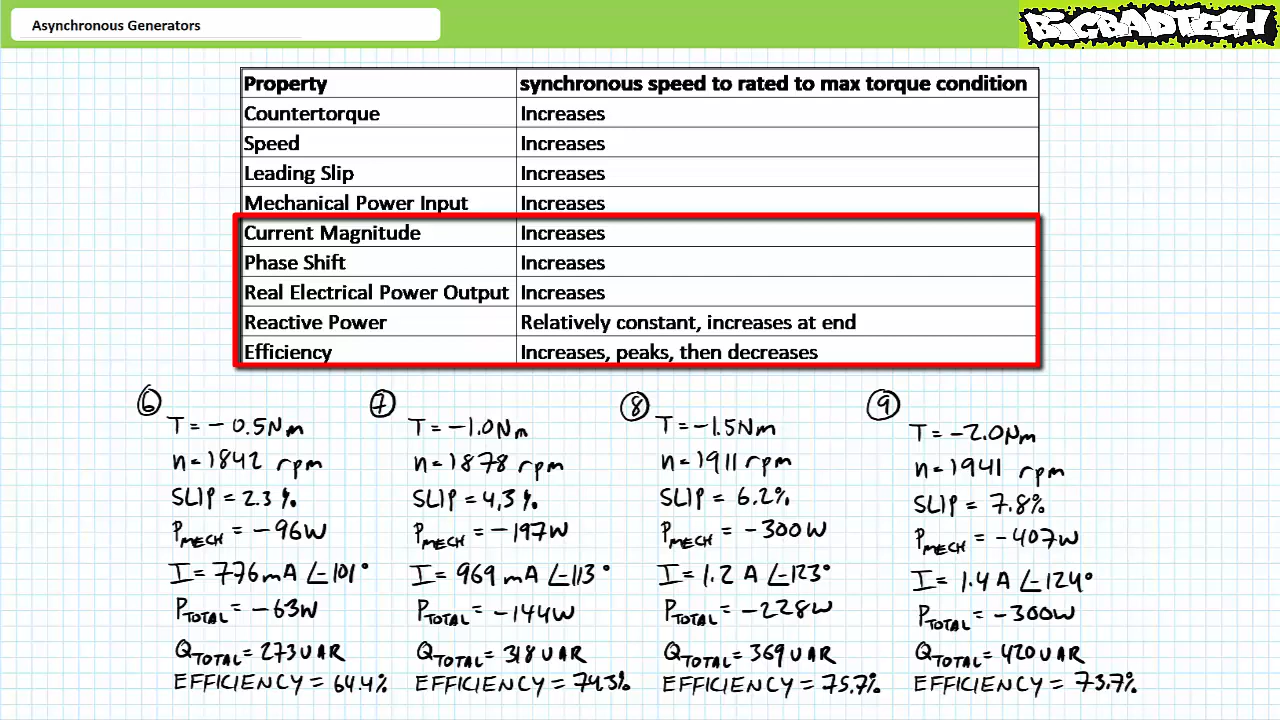 Asynchronous Generators
BIGBADTECH
Property synchronous speed to rated to max torque condition
Countertorque Increases
Speed Increases
Leading Slip Increases
Mechanical Power Input Increases
Current Magnitude Increases
Phase Shift Increases
Real Electrical Power Output Increases
Reactive Power Relatively constant, increases at end
Efficiency Increases, peaks, then decreases
6
T = -0.5Nm
n = 1842 rpm
SLIP = 2.3%
PMECH = -96W
I = 776mA ∠-101°
PTOTAL = -63W
QTOTAL = 273VAR
EFFICIENCY = 64.4%
7
T = -1.0Nm
n = 1878 rpm
SLIP = 4.3%
PMECH = -197W
I = 969mA ∠-113°
PTOTAL = -144W
QTOTAL = 318VAR
EFFICIENCY = 74.3%
8
T = -1.5Nm
n = 1911 rpm
SLIP = 6.2%
PMECH = -300W
I = 1.2A ∠-123°
PTOTAL = -228W
QTOTAL = 369VAR
EFFICIENCY = 75.7%
9
T = -2.0Nm
n = 1941 rpm
SLIP = 7.8%
PMECH = -407W
I = 1.4A ∠-124°
PTOTAL = -300W
QTOTAL = 420VAR
EFFICIENCY = 73.7%